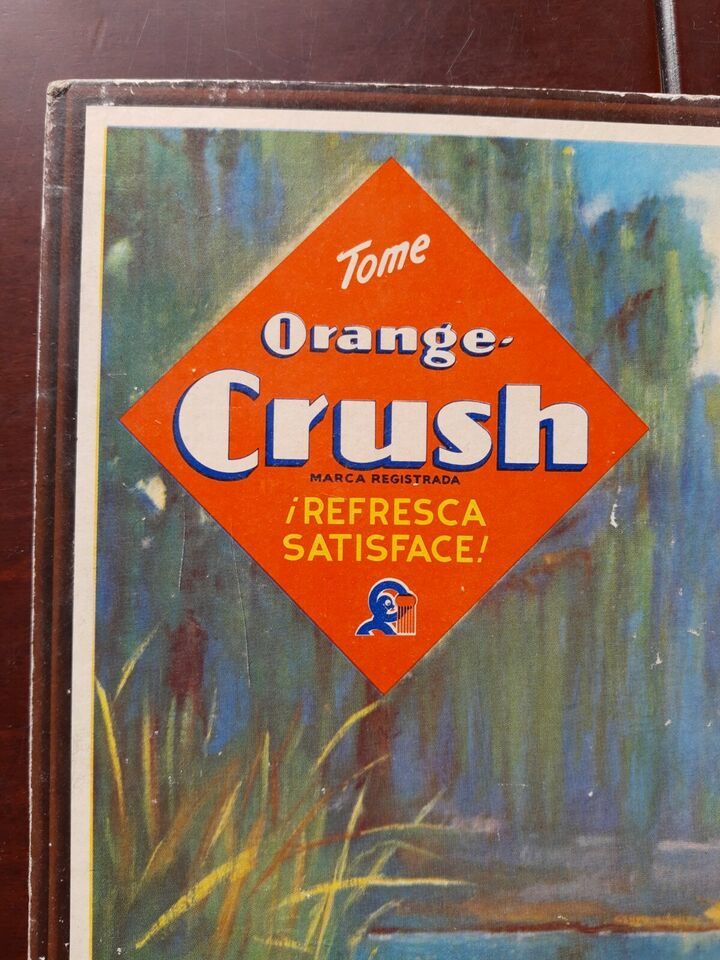 Tome
Orange-
Crush
MARCA REGISTRADA
¡REFRESCA
SATISFACE!